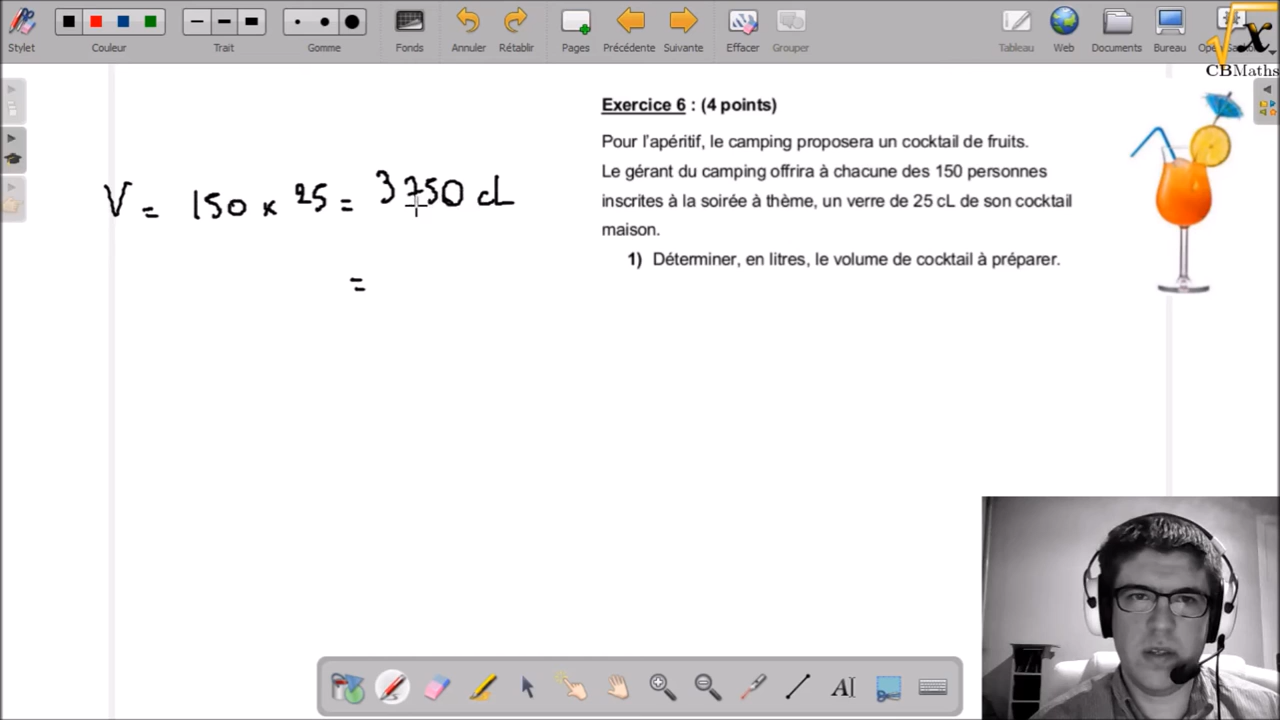 Stylet Couleur Trait Gomme Fonds Annuler Rétablir Pages Précédente Suivante Effacer Grouper Tableau Web Documents Bureau
CBMaths
Exercice 6 : (4 points)
Pour l'apéritif, le camping proposera un cocktail de fruits.
Le gérant du camping offrira à chacune des 150 personnes
inscrites à la soirée à thème, un verre de 25 cL de son cocktail
maison.
1) Déterminer, en litres, le volume de cocktail à préparer.
V = 150 × 25 = 3750 cL
=